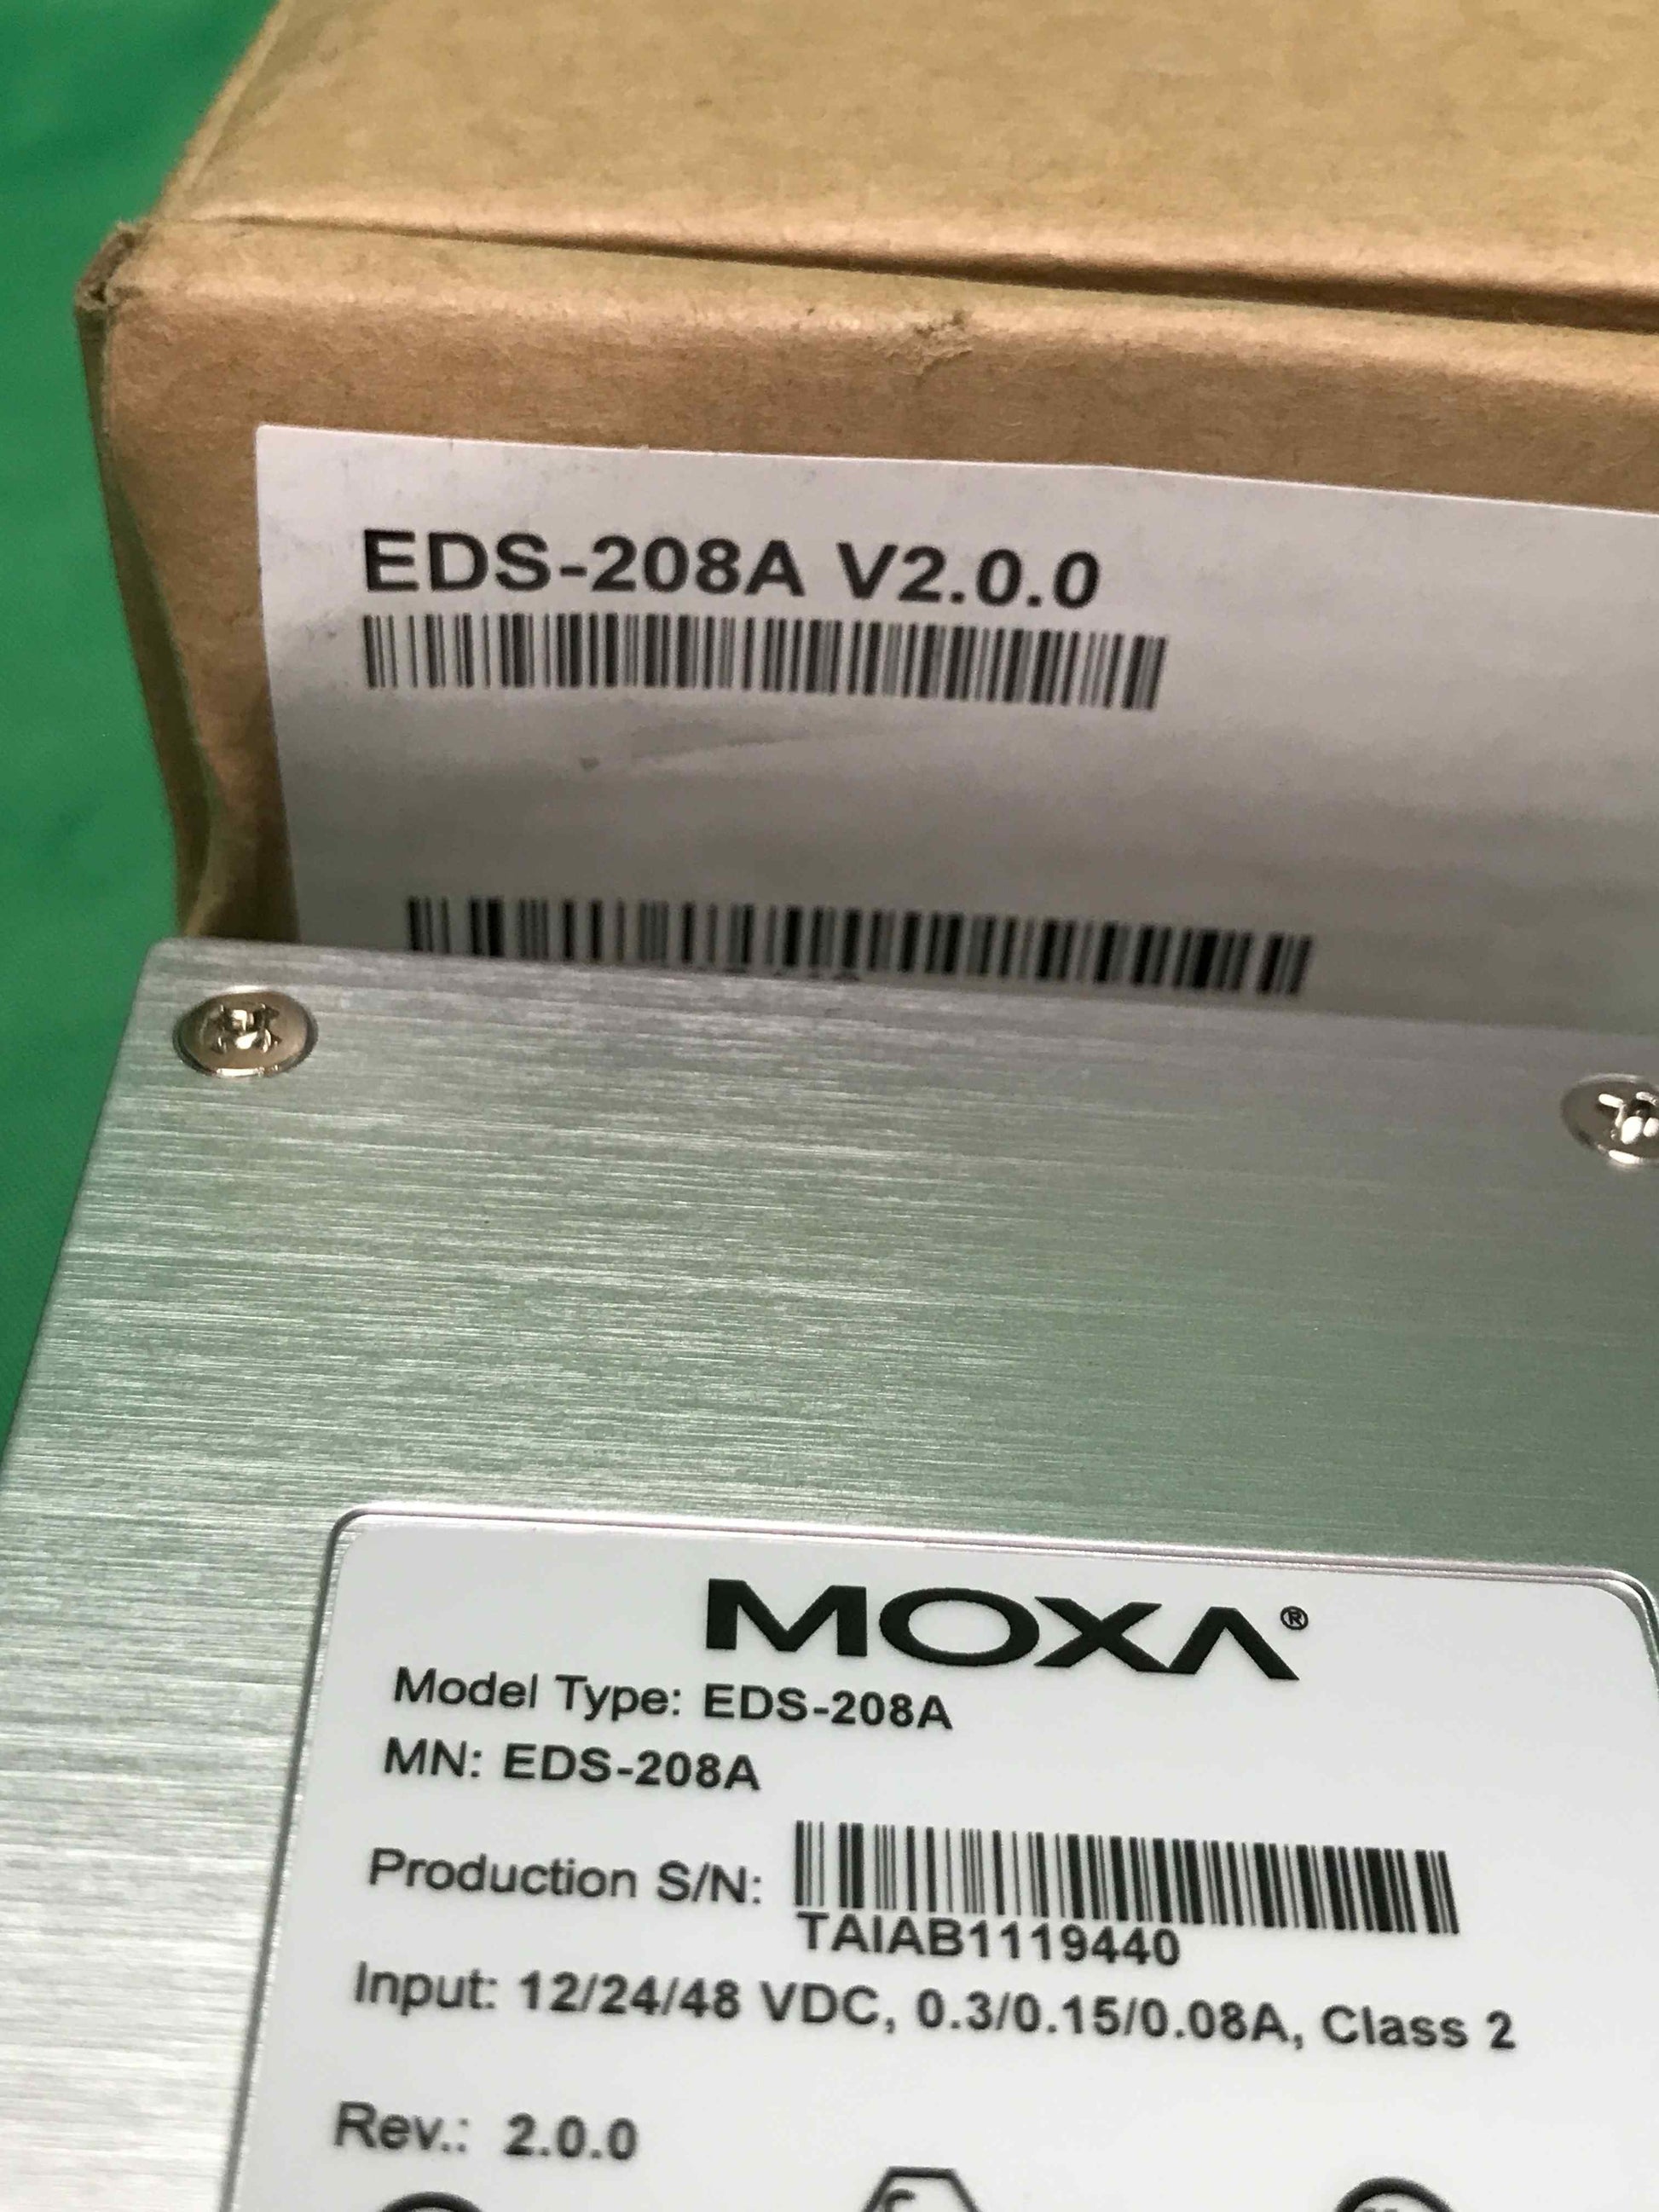 EDS-208A V2.0.0
MOXA®
Model Type: EDS-208A
MN: EDS-208A
Production S/N:
TAIAB1119440
Input: 12/24/48 VDC, 0.3/0.15/0.08A, Class 2
Rev.: 2.0.0